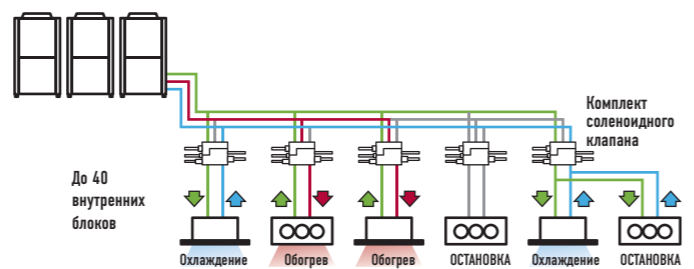 Комплект
соленоидного
клапана
До 40
внутренних
блоков
Охлаждение
Обогрев
Обогрев
ОСТАНОВКА
Охлаждение
ОСТАНОВКА